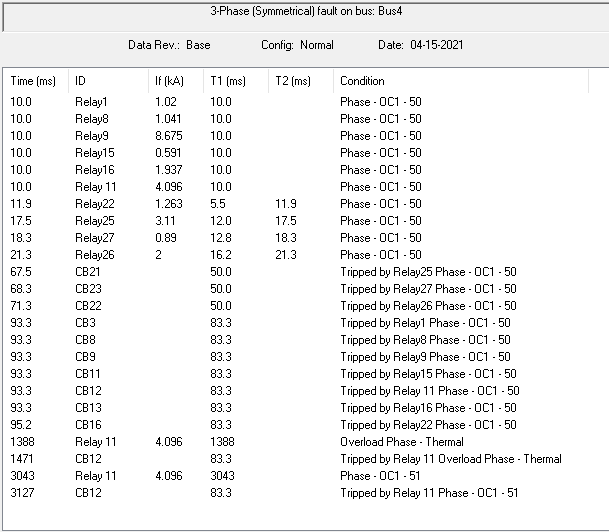 3-Phase (Symmetrical) fault on bus: Bus4
Data Rev.: Base Config: Normal Date: 04-15-2021
Time (ms) ID If (kA) T1 (ms) T2 (ms) Condition
10.0 Relay1 1.02 10.0 Phase - OC1 - 50
10.0 Relay8 1.041 10.0 Phase - OC1 - 50
10.0 Relay9 8.675 10.0 Phase - OC1 - 50
10.0 Relay15 0.591 10.0 Phase - OC1 - 50
10.0 Relay16 1.937 10.0 Phase - OC1 - 50
10.0 Relay 11 4.096 10.0 Phase - OC1 - 50
11.9 Relay22 1.263 5.5 11.9 Phase - OC1 - 50
17.5 Relay25 3.11 12.0 17.5 Phase - OC1 - 50
18.3 Relay27 0.89 12.8 18.3 Phase - OC1 - 50
21.3 Relay26 2 16.2 21.3 Phase - OC1 - 50
67.5 CB21 50.0 Tripped by Relay25 Phase - OC1 - 50
68.3 CB23 50.0 Tripped by Relay27 Phase - OC1 - 50
71.3 CB22 50.0 Tripped by Relay26 Phase - OC1 - 50
93.3 CB3 83.3 Tripped by Relay1 Phase - OC1 - 50
93.3 CB8 83.3 Tripped by Relay8 Phase - OC1 - 50
93.3 CB9 83.3 Tripped by Relay9 Phase - OC1 - 50
93.3 CB11 83.3 Tripped by Relay15 Phase - OC1 - 50
93.3 CB12 83.3 Tripped by Relay 11 Phase - OC1 - 50
93.3 CB13 83.3 Tripped by Relay16 Phase - OC1 - 50
95.2 CB16 83.3 Tripped by Relay22 Phase - OC1 - 50
1388 Relay 11 4.096 1388 Overload Phase - Thermal
1471 CB12 83.3 Tripped by Relay 11 Overload Phase - Thermal
3043 Relay 11 4.096 3043 Phase - OC1 - 51
3127 CB12 83.3 Tripped by Relay 11 Phase - OC1 - 51